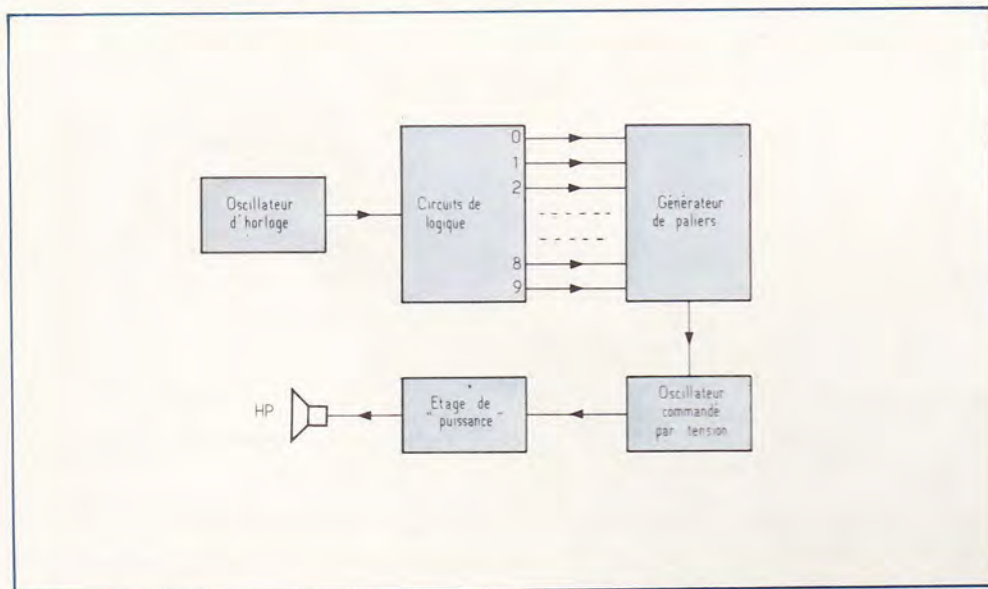 0
1
2
8
9
Oscillateur
d'horloge
Circuits de
logique
Générateur
de paliers
HP
Etage de
"puissance"
Oscillateur
commandé
par tension